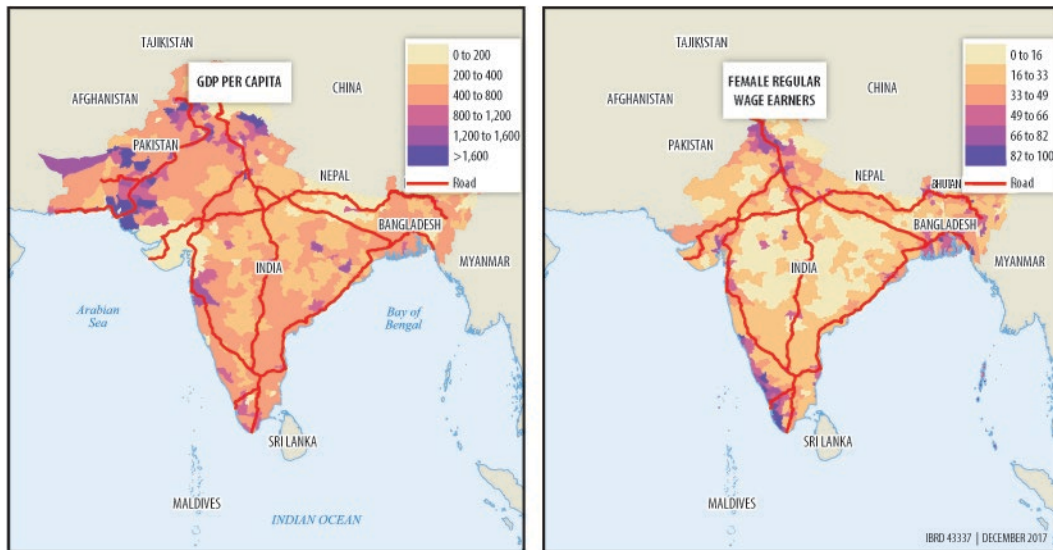 TAJIKISTAN
GDP PER CAPITA
AFGHANISTAN
CHINA
PAKISTAN
NEPAL
BANGLADESH
INDIA
MYANMAR
Arabian
Sea
Bay of
Bengal
SRI LANKA
MALDIVES
INDIAN OCEAN
0 to 200
200 to 400
400 to 800
800 to 1,200
1,200 to 1,600
>1,600
Road
TAJIKISTAN
FEMALE REGULAR
WAGE EARNERS
AFGHANISTAN
CHINA
PAKISTAN
NEPAL
BHUTAN
BANGLADESH
INDIA
MYANMAR
SRI LANKA
MALDIVES
0 to 16
16 to 33
33 to 49
49 to 66
66 to 82
82 to 100
Road
IBRD 43337 | DECEMBER 2017